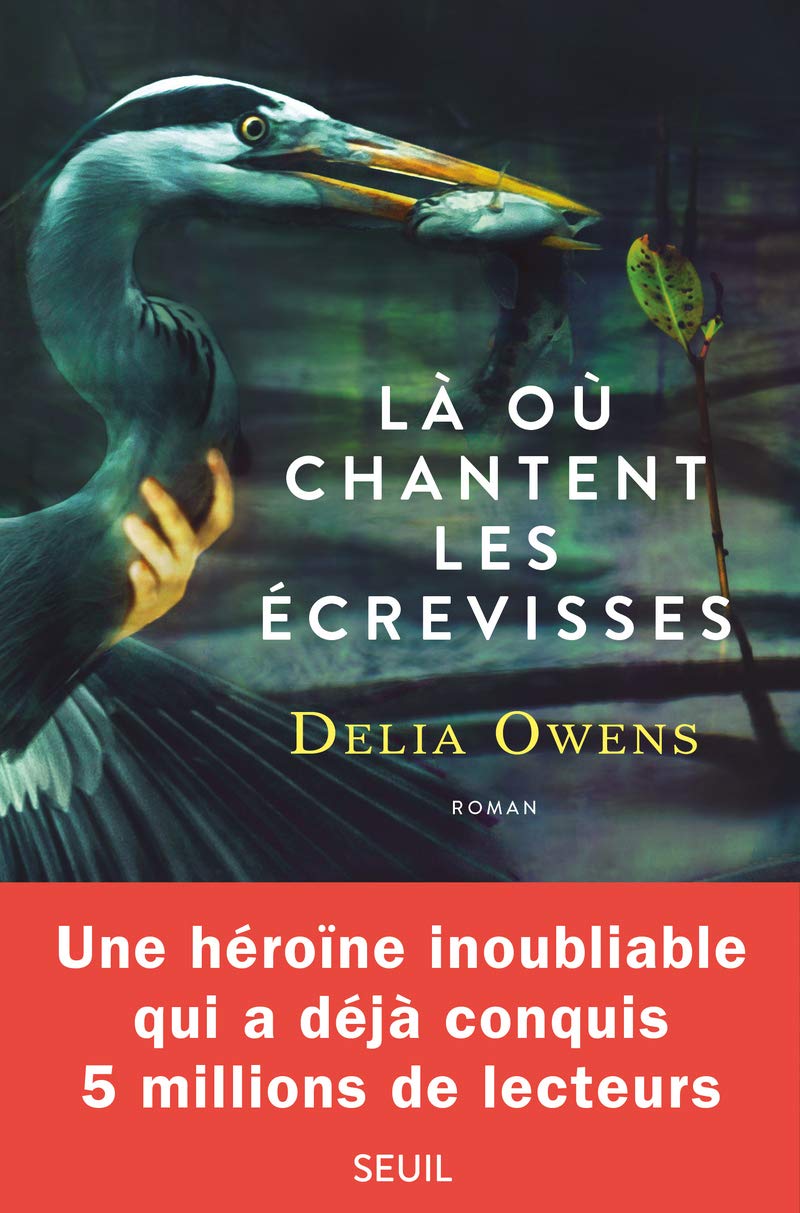 LÀ OÙ
CHANTENT
LES
ÉCREVISSES
DELIA OWENS
ROMAN
Une héroïne inoubliable
qui a déjà conquis
5 millions de lecteurs
SEUIL